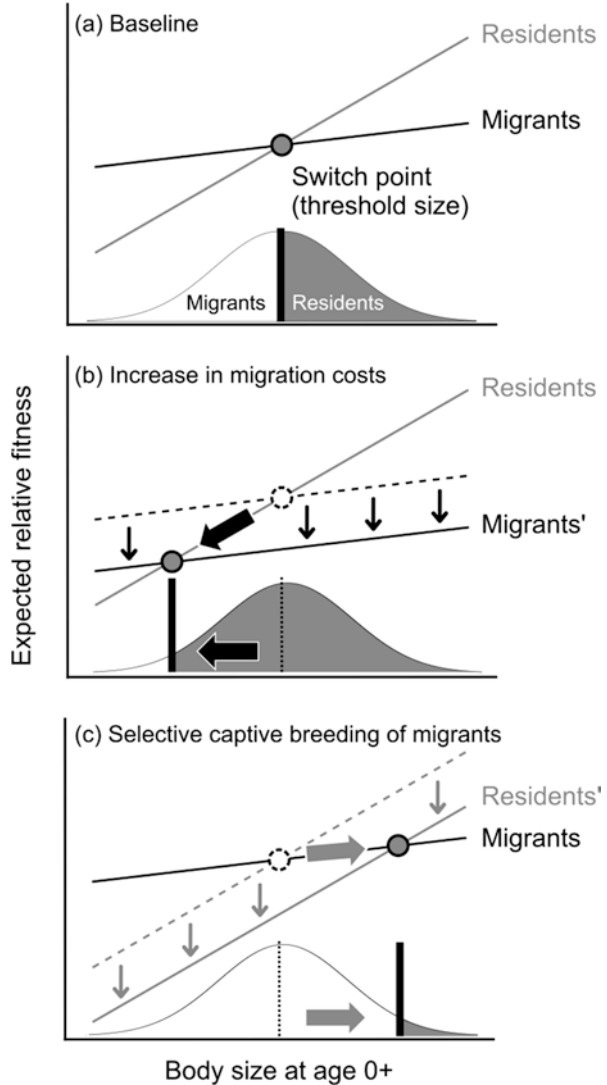 (a) Baseline
Residents
Migrants
Switch point
(threshold size)
Migrants
Residents
(b) Increase in migration costs
Residents
Migrants'
Expected relative fitness
(c) Selective captive breeding of migrants
Residents'
Migrants
Body size at age 0+